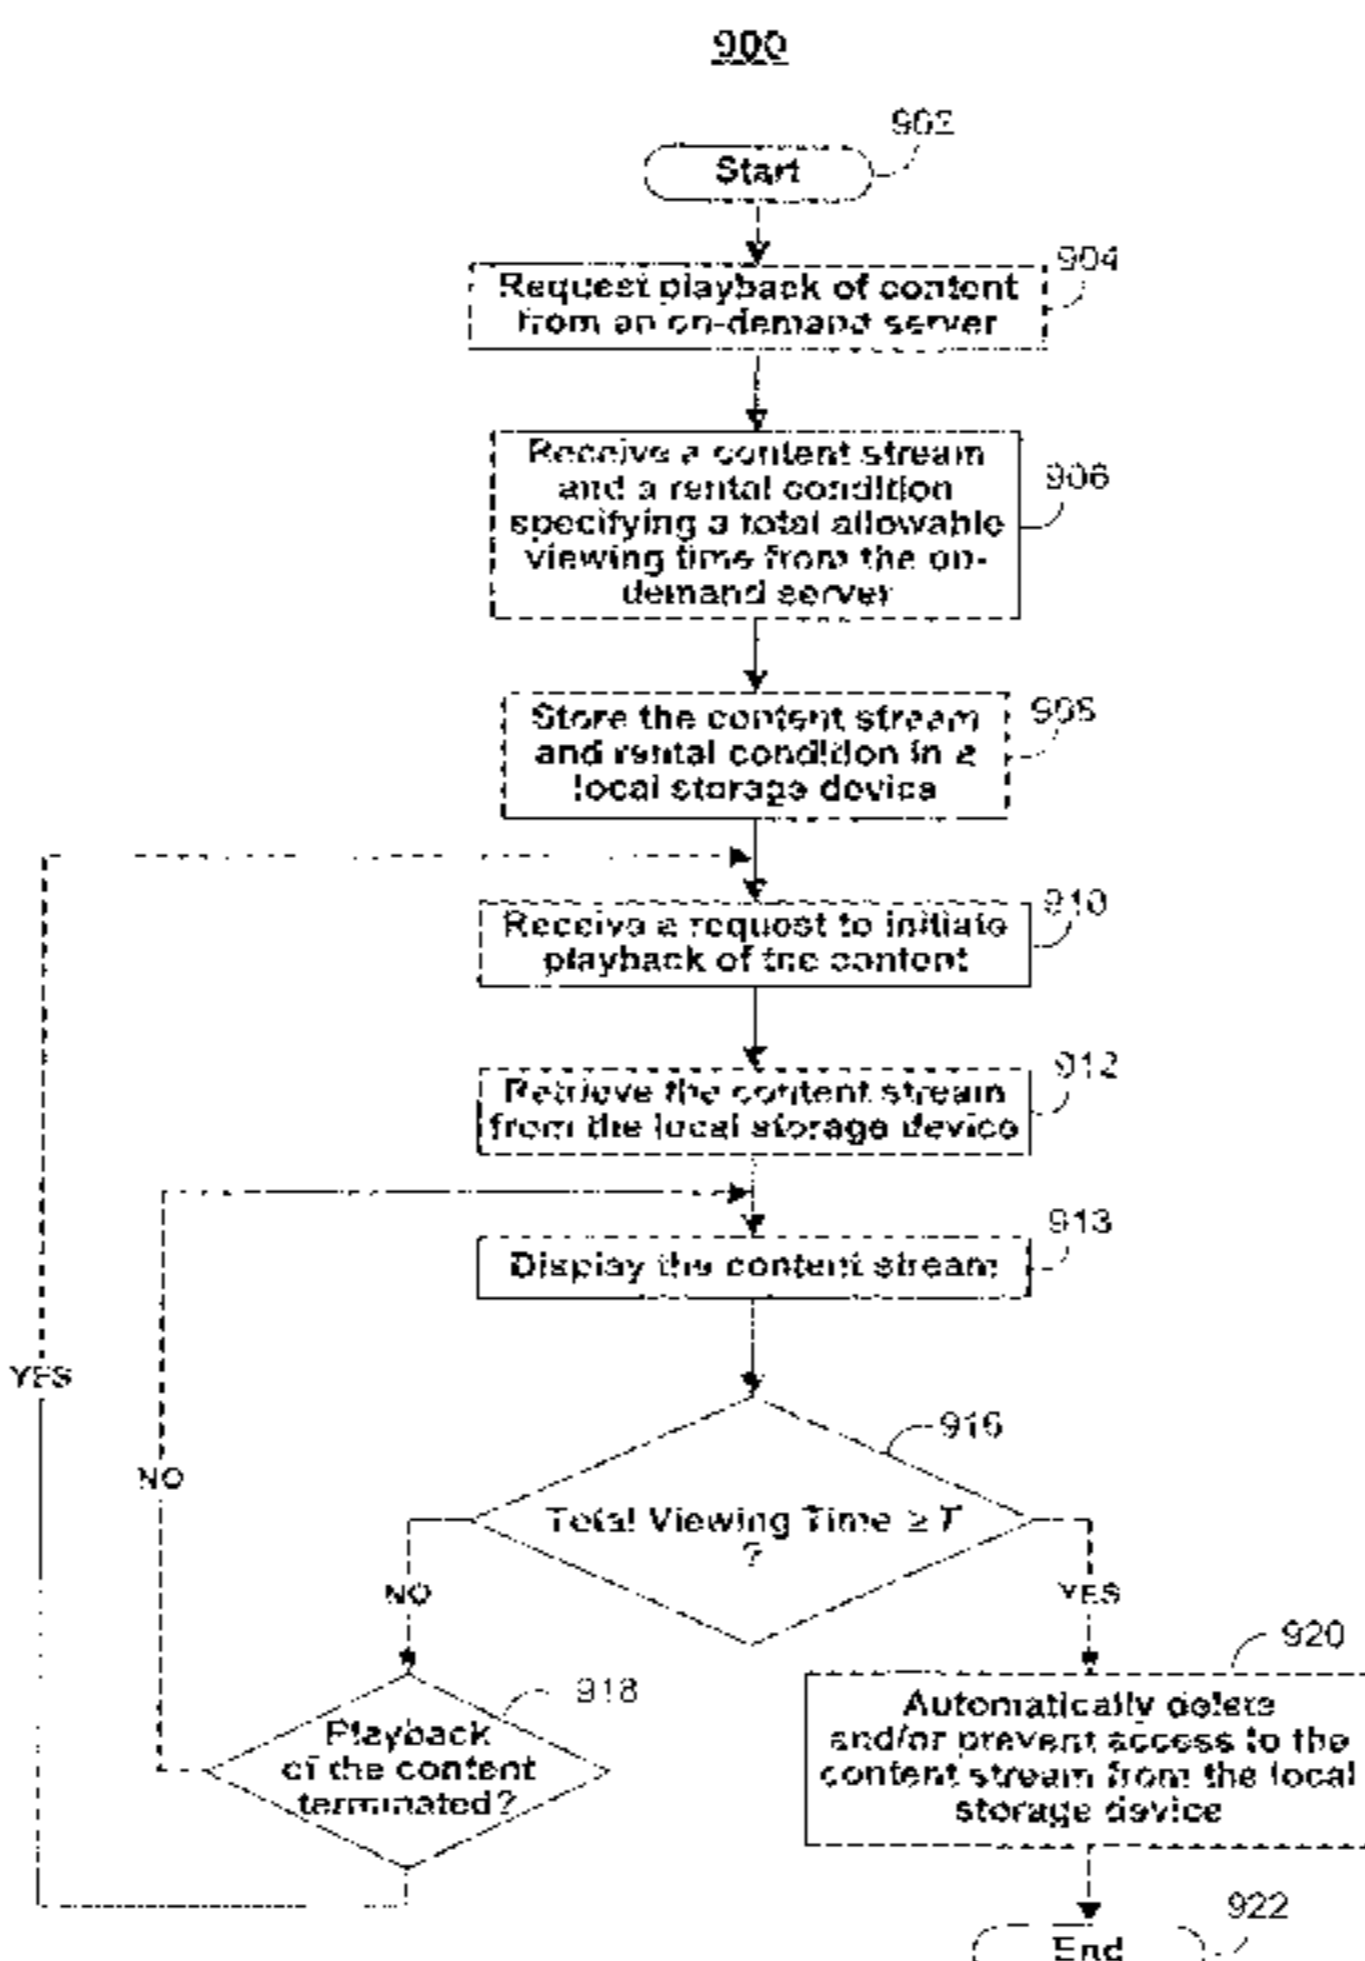 900
902
Start
904
Request playback of content
from an on-demand server
Receive a content stream
and a rental condition
specifying a total allowable
viewing time from the on-
demand server
906
Store the content stream
and rental condition in a
local storage device
908
910
Receive a request to initiate
playback of the content
912
Retrieve the content stream
from the local storage device
913
Display the content stream
YES
916
NO
Total Viewing Time ≥ T
?
NO
YES
920
918
Playback
of the content
terminated?
Automatically delete
and/or prevent access to the
content stream from the local
storage device
922
End